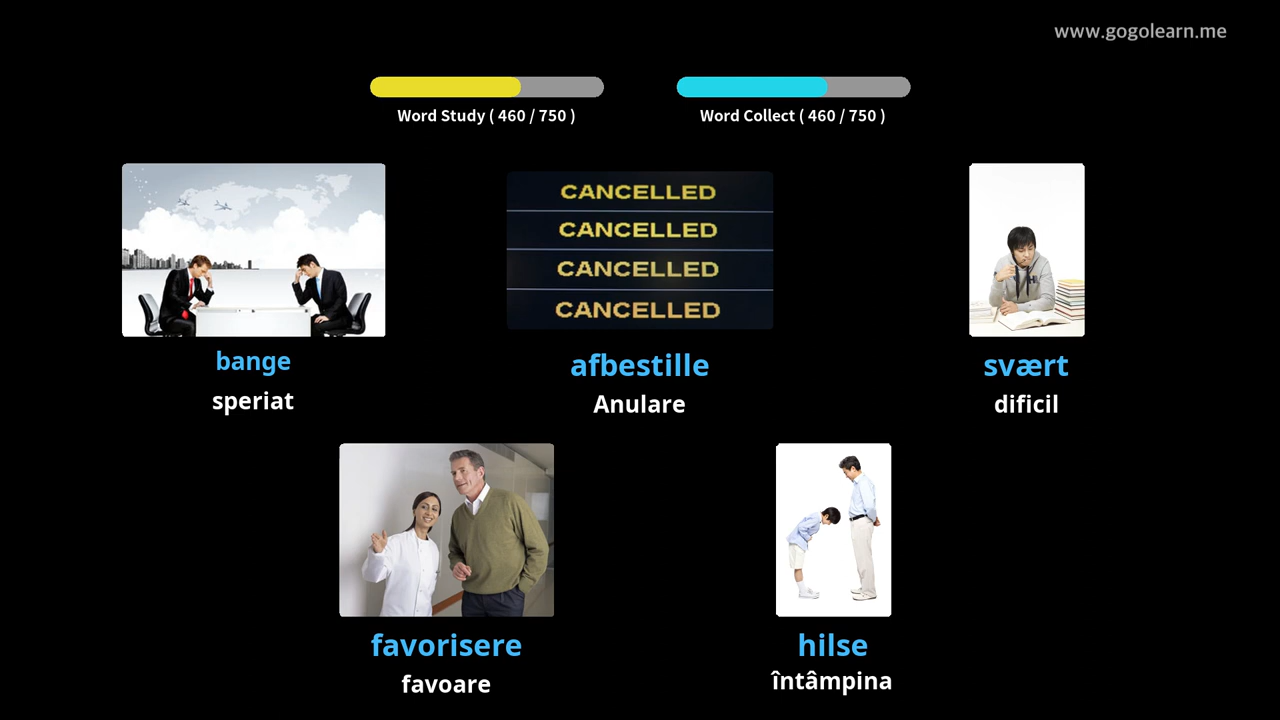 www.gogolearn.me
Word Study ( 460 / 750 )
Word Collect ( 460 / 750 )
CANCELLED
CANCELLED
CANCELLED
CANCELLED
bange
speriat
afbestille
Anulare
svært
dificil
favorisere
favoare
hilse
întâmpina